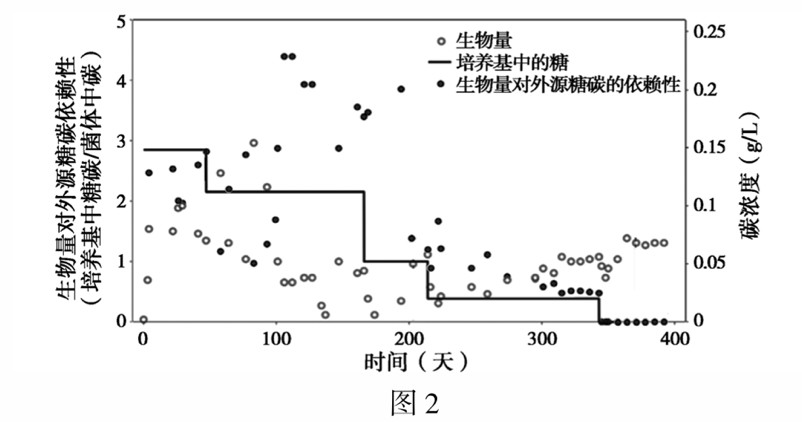 生物量对外源糖碳依赖性
（培养基中糖碳/菌体中碳）
5
4
3
2
1
0
生物量
培养基中的糖
生物量对外源糖碳的依赖性
0.25
0.2
0.15
0.1
0.05
0
碳浓度（g/L）
0 100 200 300 400
时间（天）
图2